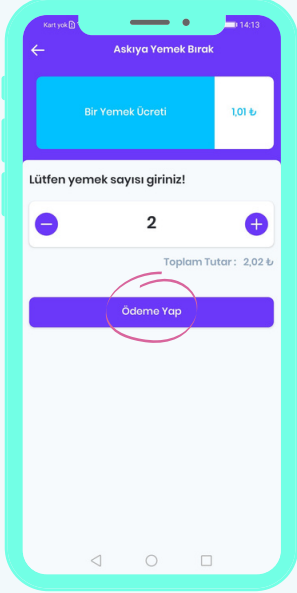 Kart yok
14:13
Askıya Yemek Bırak
Bir Yemek Ücreti
1,01 ₺
Lütfen yemek sayısı giriniz!
2
Toplam Tutar : 2,02 ₺
Ödeme Yap